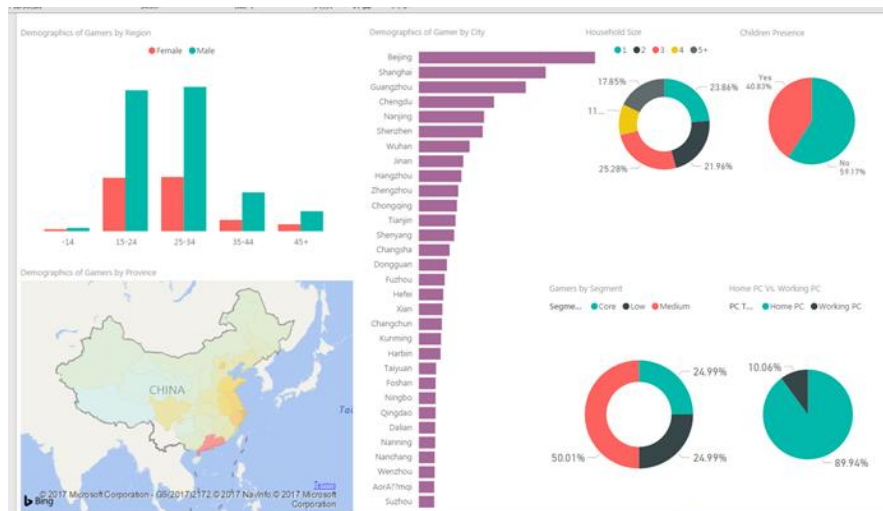 Demographics of Gamers by Region
Female Male
-14 15-24 25-34 35-44 45+
Demographics of Gamers by Province
CHINA
Terms
© 2017 Microsoft Corporation
Corporation
Bing
Demographics of Gamer by City
Beijing
Shanghai
Guangzhou
Chengdu
Nanjing
Shenzhen
Wuhan
Jinan
Hangzhou
Zhengzhou
Chongqing
Tianjin
Shenyang
Changsha
Dongguan
Fuzhou
Hefei
Xian
Changchun
Kunming
Harbin
Taiyuan
Foshan
Ningbo
Qingdao
Dalian
Nanning
Nanchang
Wenzhou
AorA??mqi
Suzhou
Household Size
1 2 3 4 5+
17.85%
23.86%
11...
25.28%
21.96%
Children Presence
Yes
40.83%
No
59.17%
Gamers by Segment
Segme... Core Low Medium
24.99%
50.01%
24.99%
Home PC Vs. Working PC
PC T... Home PC Working PC
10.06%
89.94%